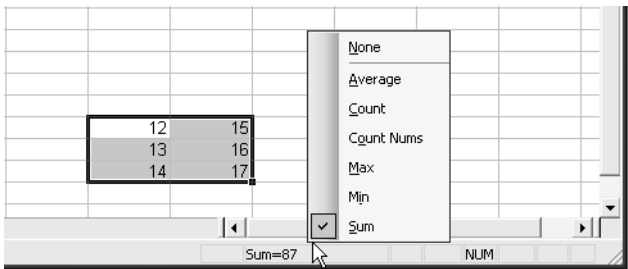 None
Average
12 15 Count
13 16 Count Nums
14 17 Max
Min
Sum
Sum=87 NUM